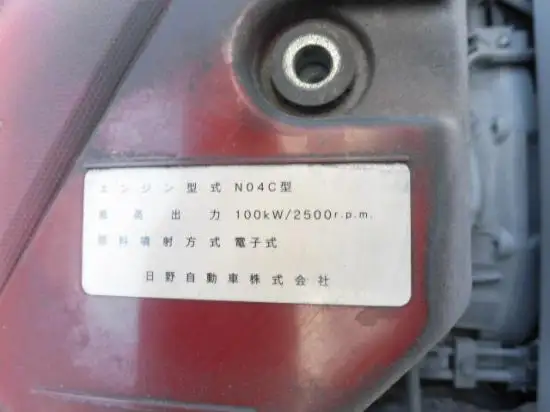 エンジン型式 N04C型
最高出力 100kW/2500r.p.m.
燃料噴射方式 電子式
日野自動車株式会社